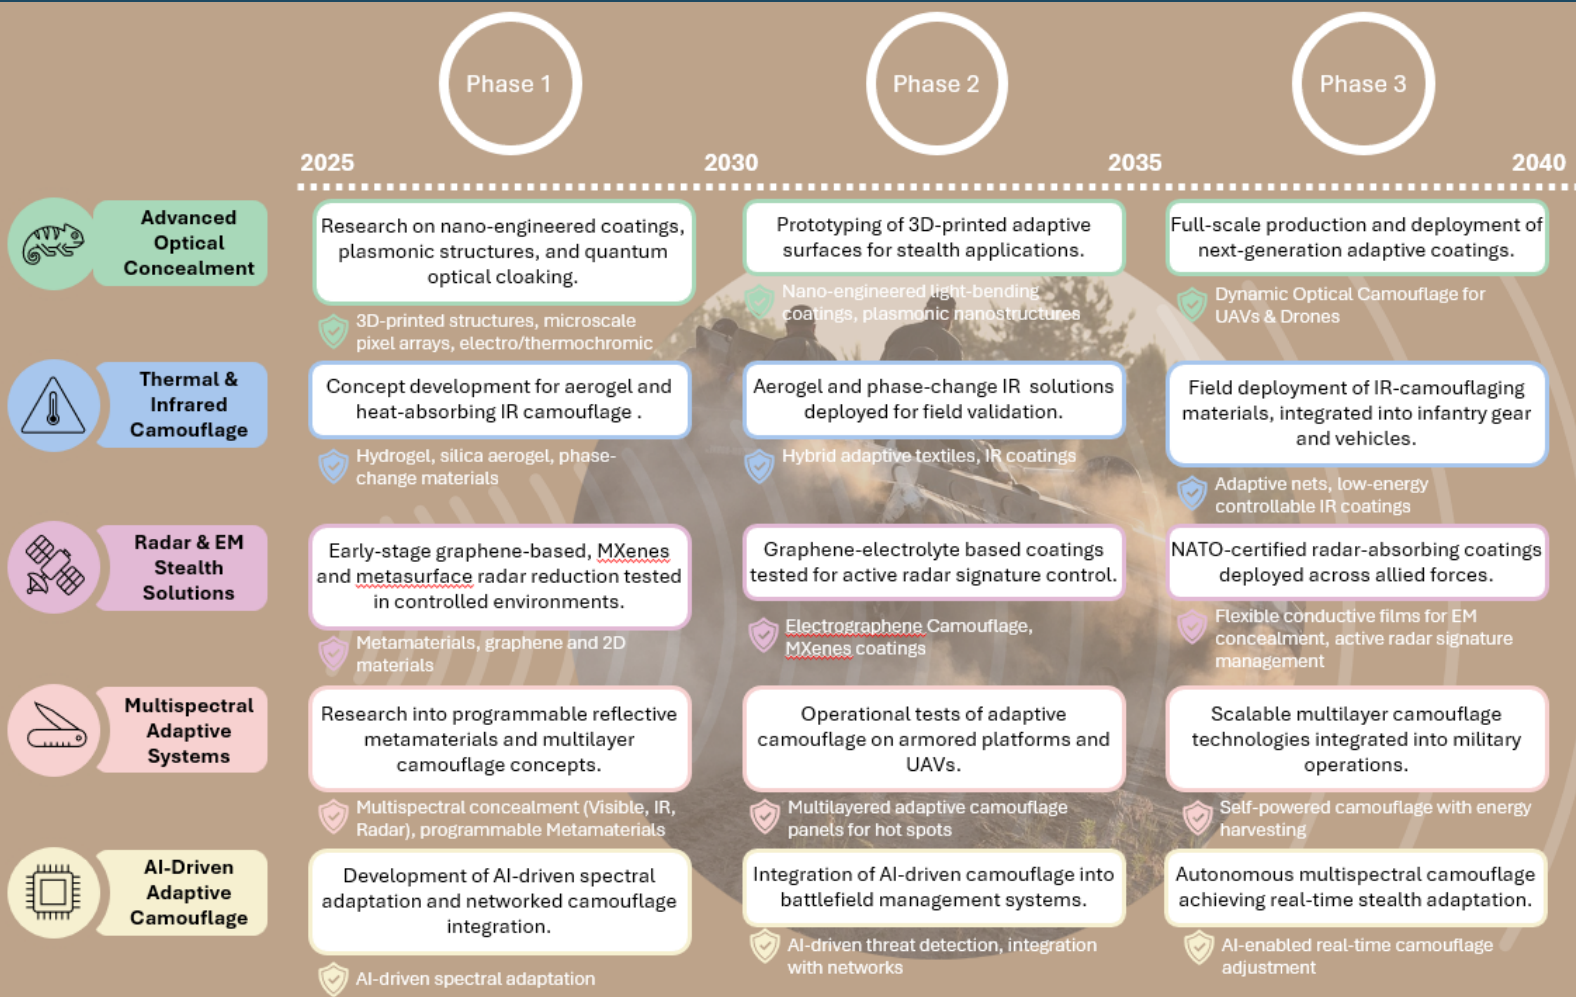 Phase 1
Phase 2
Phase 3
2025
2030
2035
2040
Advanced
Optical
Concealment
Research on nano-engineered coatings,
plasmonic structures, and quantum
optical cloaking.
3D-printed structures, microscale
pixel arrays, electro/thermochromic
Prototyping of 3D-printed adaptive
surfaces for stealth applications.
Nano-engineered light-bending
coatings, plasmonic nanostructures
Full-scale production and deployment of
next-generation adaptive coatings.
Dynamic Optical Camouflage for
UAVs & Drones
Thermal &
Infrared
Camouflage
Concept development for aerogel and
heat-absorbing IR camouflage .
Hydrogel, silica aerogel, phase-
change materials
Aerogel and phase-change IR  solutions
deployed for field validation.
Hybrid adaptive textiles, IR coatings
Field deployment of IR-camouflaging
materials, integrated into infantry gear
and vehicles.
Adaptive nets, low-energy
controllable IR coatings
Radar & EM
Stealth
Solutions
Early-stage graphene-based, MXenes
and metasurface radar reduction tested
in controlled environments.
Metamaterials, graphene and 2D
materials
Graphene-electrolyte based coatings
tested for active radar signature control.
Electrographene Camouflage,
MXenes coatings
NATO-certified radar-absorbing coatings
deployed across allied forces.
Flexible conductive films for EM
concealment, active radar signature
management
Multispectral
Adaptive
Systems
Research into programmable reflective
metamaterials and multilayer
camouflage concepts.
Multispectral concealment (Visible, IR,
Radar), programmable Metamaterials
Operational tests of adaptive
camouflage on armored platforms and
UAVs.
Multilayered adaptive camouflage
panels for hot spots
Scalable multilayer camouflage
technologies integrated into military
operations.
Self-powered camouflage with energy
harvesting
AI-Driven
Adaptive
Camouflage
Development of AI-driven spectral
adaptation and networked camouflage
integration.
AI-driven spectral adaptation
Integration of AI-driven camouflage into
battlefield management systems.
AI-driven threat detection, integration
with networks
Autonomous multispectral camouflage
achieving real-time stealth adaptation.
AI-enabled real-time camouflage
adjustment